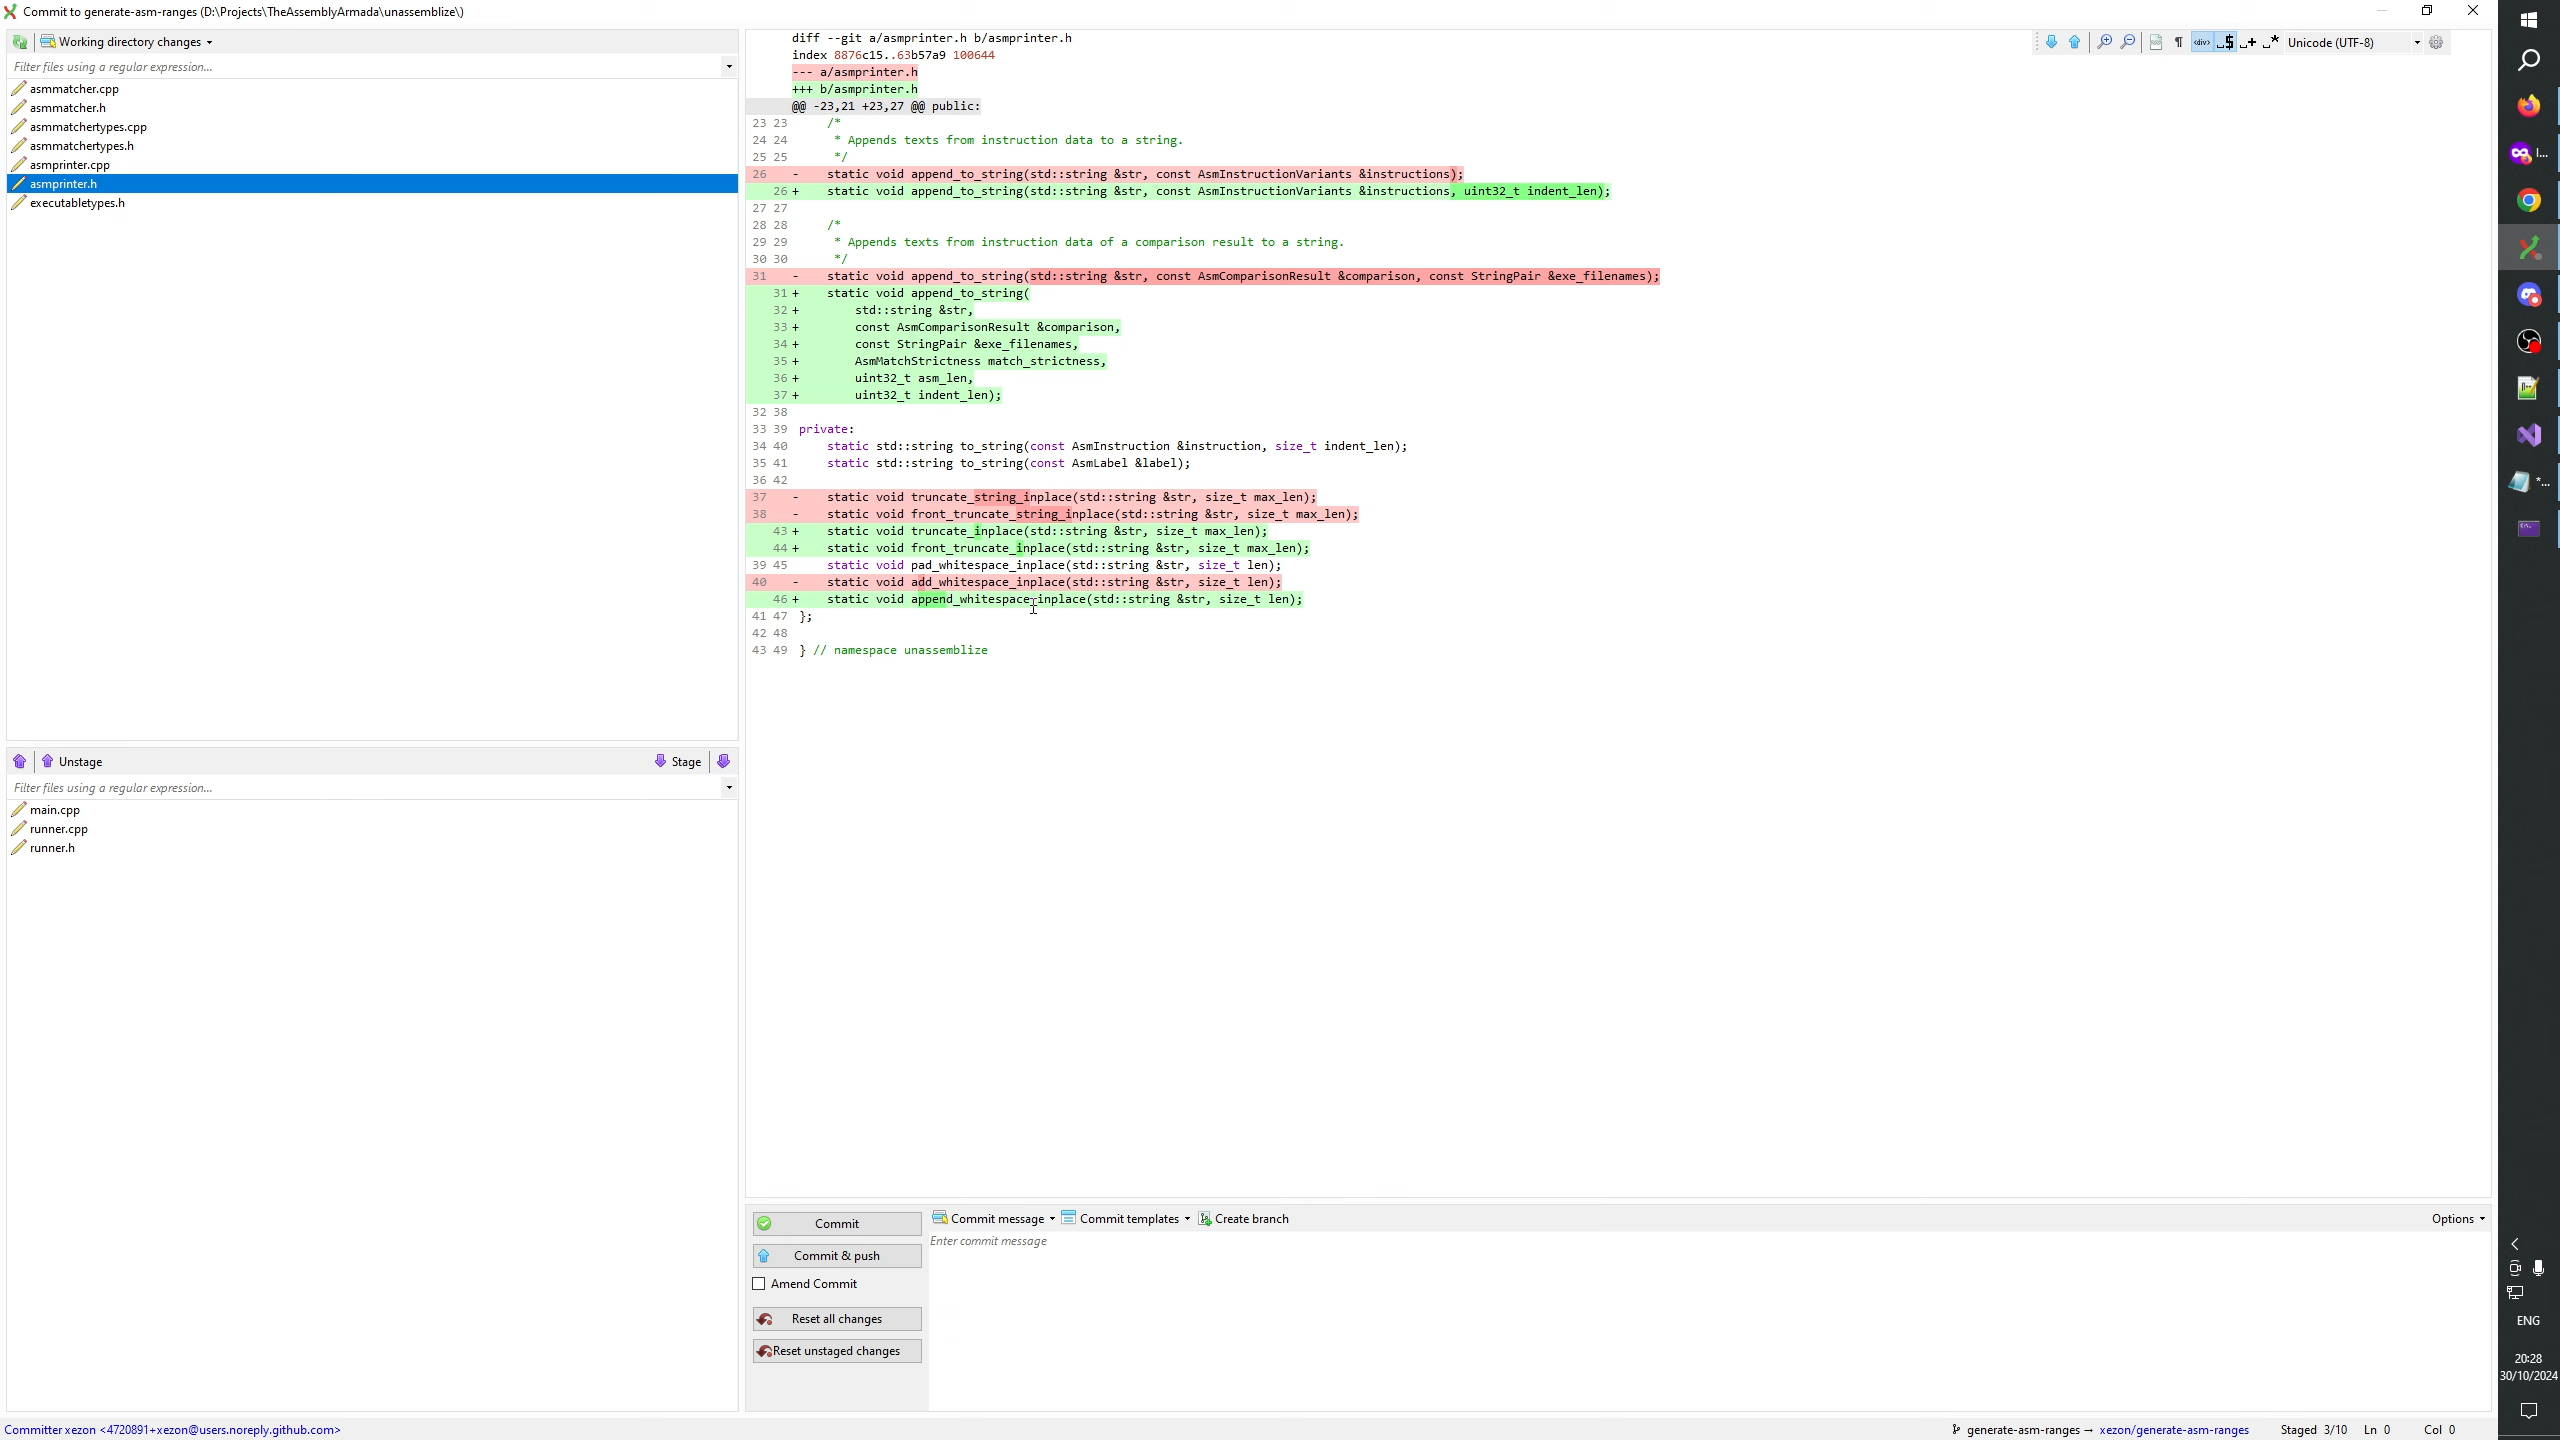 Commit to generate-asm-ranges (D:\Projects\TheAssemblyArmada\unassemblize\)
Working directory changes
Filter files using a regular expression...
asmmatcher.cpp
asmmatcher.h
asmmatchertypes.cpp
asmmatchertypes.h
asmprinter.cpp
asmprinter.h
executabletypes.h
Unstage
Stage
Filter files using a regular expression...
main.cpp
runner.cpp
runner.h
Unicode (UTF-8)
diff --git a/asmprinter.h b/asmprinter.h
index 8876c15..63b57a9 100644
--- a/asmprinter.h
+++ b/asmprinter.h
@@ -23,21 +23,27 @@ public:
23 23 /*
24 24 * Appends texts from instruction data to a string.
25 25 */
26 - static void append_to_string(std::string &str, const AsmInstructionVariants &instructions);
26 + static void append_to_string(std::string &str, const AsmInstructionVariants &instructions, uint32_t indent_len);
27 27
28 28 /*
29 29 * Appends texts from instruction data of a comparison result to a string.
30 30 */
31 - static void append_to_string(std::string &str, const AsmComparisonResult &comparison, const StringPair &exe_filenames);
31 + static void append_to_string(
32 + std::string &str,
33 + const AsmComparisonResult &comparison,
34 + const StringPair &exe_filenames,
35 + AsmMatchStrictness match_strictness,
36 + uint32_t asm_len,
37 + uint32_t indent_len);
32 38
33 39 private:
34 40 static std::string to_string(const AsmInstruction &instruction, size_t indent_len);
35 41 static std::string to_string(const AsmLabel &label);
36 42
37 - static void truncate_string_inplace(std::string &str, size_t max_len);
38 - static void front_truncate_string_inplace(std::string &str, size_t max_len);
43 + static void truncate_inplace(std::string &str, size_t max_len);
44 + static void front_truncate_inplace(std::string &str, size_t max_len);
39 45 static void pad_whitespace_inplace(std::string &str, size_t len);
40 - static void add_whitespace_inplace(std::string &str, size_t len);
46 + static void append_whitespace_inplace(std::string &str, size_t len);
41 47 };
42 48
43 49 } // namespace unassemblize
Commit
Commit & push
Amend Commit
Reset all changes
Reset unstaged changes
Commit message
Commit templates
Create branch
Options
Enter commit message
Committer xezon <4720891+xezon@users.noreply.github.com>
generate-asm-ranges → xezon/generate-asm-ranges
Staged 3/10
Ln 0
Col 0
I...
*...
ENG
20:28
30/10/2024